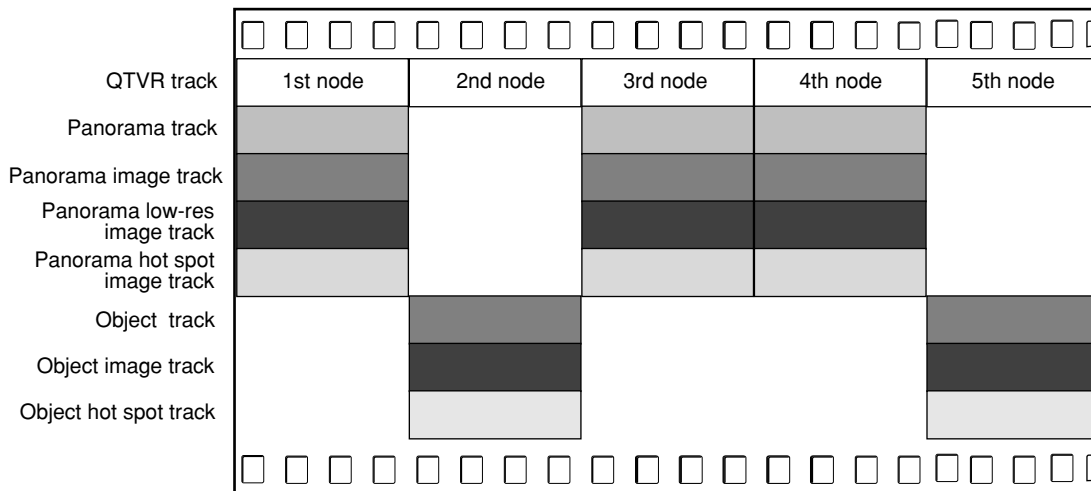 QTVR track
1st node
2nd node
3rd node
4th node
5th node
Panorama track
Panorama image track
Panorama low-res
image track
Panorama hot spot
image track
Object track
Object image track
Object hot spot track